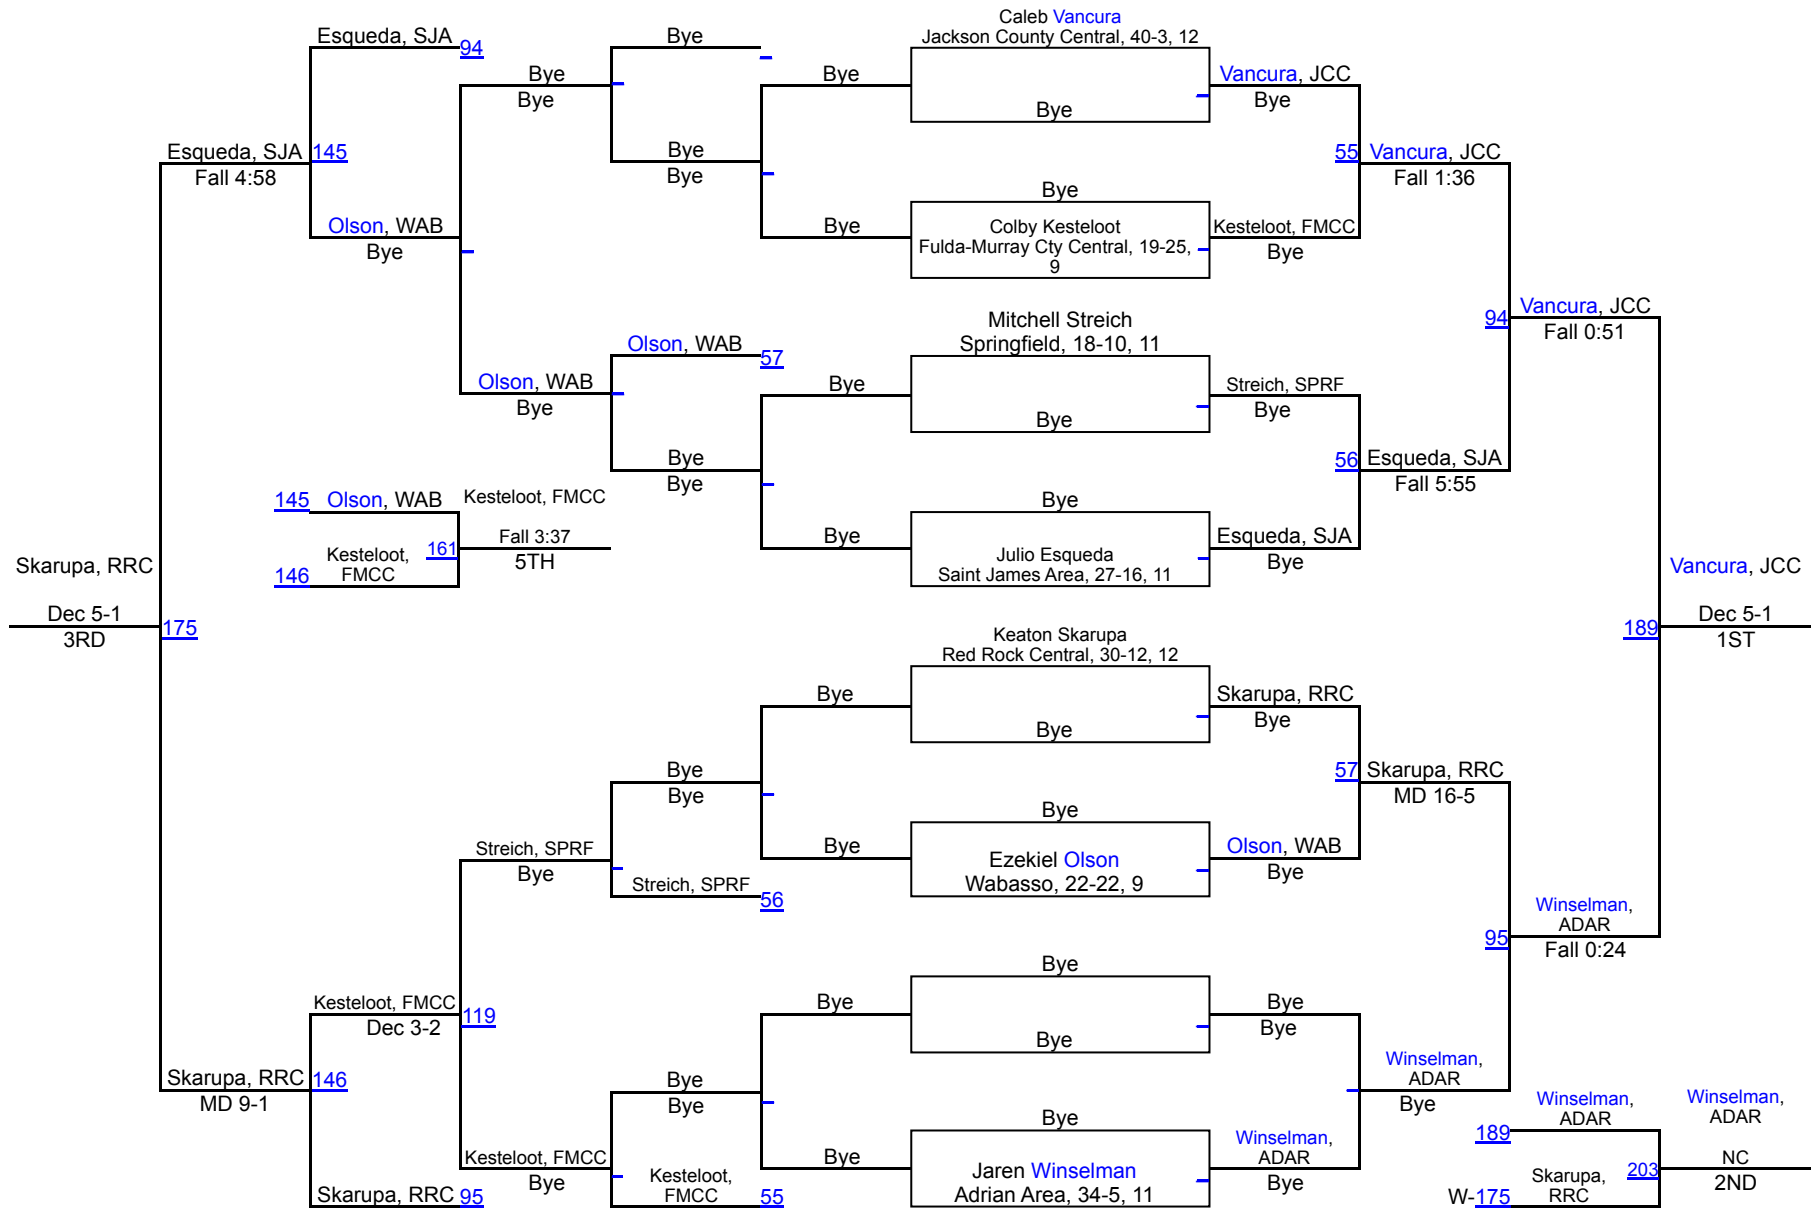 Caleb Vancura
Jackson County Central, 40-3, 12
Bye
Bye
Colby Kesteloot
Fulda-Murray Cty Central, 19-25,
9
Mitchell Streich
Springfield, 18-10, 11
Bye
Bye
Julio Esqueda
Saint James Area, 27-16, 11
Keaton Skarupa
Red Rock Central, 30-12, 12
Bye
Bye
Ezekiel Olson
Wabasso, 22-22, 9
Bye
Bye
Bye
Jaren Winselman
Adrian Area, 34-5, 11
Vancura, JCC
Bye
Kesteloot, FMCC
Bye
Streich, SPRF
Bye
Esqueda, SJA
Bye
Skarupa, RRC
Bye
Olson, WAB
Bye
Bye
Bye
Winselman,
ADAR
Bye
55
Vancura, JCC
Fall 1:36
56
Esqueda, SJA
Fall 5:55
57
Skarupa, RRC
MD 16-5
Winselman,
ADAR
Bye
94
Vancura, JCC
Fall 0:51
95
Winselman,
ADAR
Fall 0:24
Vancura, JCC
189
Dec 5-1
1ST
Winselman,
ADAR
189
Skarupa,
RRC
W-175
203
Winselman,
ADAR
NC
2ND
Bye
Bye
Bye
Bye
Bye
Bye
Bye
Bye
Bye
Bye
Bye
Olson, WAB
57
Bye
Bye
Bye
Bye
Streich, SPRF
56
Bye
Bye
Kesteloot,
FMCC
55
Bye
Bye
Olson, WAB
Bye
Streich, SPRF
Bye
Kesteloot, FMCC
Bye
Esqueda, SJA
94
Olson, WAB
Bye
Kesteloot, FMCC
Dec 3-2
119
Skarupa, RRC
95
Esqueda, SJA
145
Fall 4:58
Skarupa, RRC
146
MD 9-1
145
Olson, WAB
Kesteloot,
FMCC
146
161
Kesteloot, FMCC
Fall 3:37
5TH
Skarupa, RRC
Dec 5-1
3RD
175